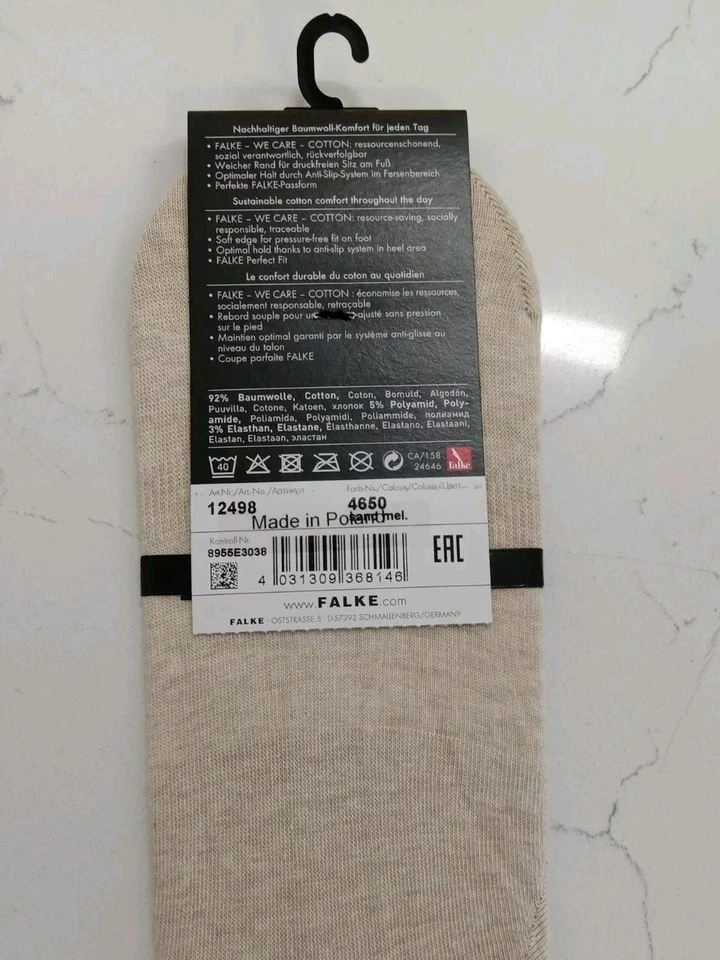 Nachhaltiger Baumwoll-Komfort für jeden Tag
• FALKE – WE CARE – COTTON: ressourcenschonend,
sozial verantwortlich, rückverfolgbar
• Weicher Rand für druckfreien Sitz am Fuß
• Optimaler Halt durch Anti-Slip-System im Fersenbereich
• Perfekte FALKE-Passform
Sustainable cotton comfort throughout the day
• FALKE – WE CARE – COTTON: resource-saving, socially
responsible, traceable
• Soft edge for pressure-free fit on foot
• Optimal hold thanks to anti-slip system in heel area
• FALKE Perfect Fit
Le confort durable du coton au quotidien
• FALKE – WE CARE – COTTON : économise les ressources,
socialement responsable, retraçable
• Rebord souple pour ajusté sans pression
sur le pied
• Maintien optimal garanti par le système anti-glisse au
niveau du talon
• Coupe parfaite FALKE
92% Baumwolle, Cotton, Coton, Bomuld, Algodón,
Puuvilla, Cotone, Katoen, хлопок 5% Polyamid, Poly-
amide, Poliamida, Polyamidi, Poliammide, полиамид
3% Elasthan, Elastane, Élasthanne, Elastano, Elastaani,
Elastan, Elastaan, эластан
40
CA/158
24646
falke
Art.Nr./Art.-No./Артикул
Farb-Nr./Colour/Coloris/Цвет
12498
4650
Made in Poland
sand mel.
Kontroll-Nr.
8955E3038
EAC
4 031309 368146
www.FALKE.com
FALKE · OSTSTRASSE 5 · D-57392 SCHMALLENBERG/GERMANY